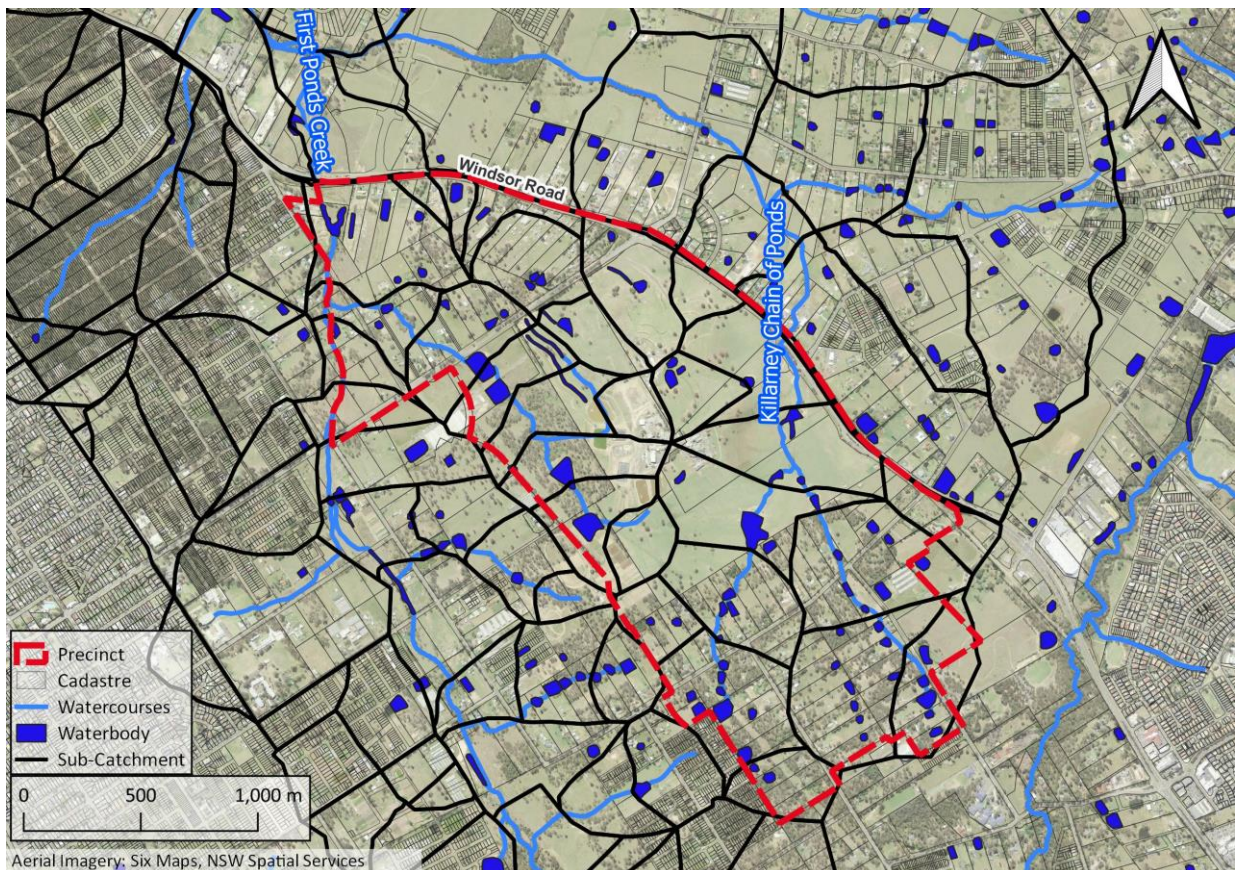 First Ponds Creek
Windsor Road
Killarney Chain of Ponds
Precinct
Cadastre
Watercourses
Waterbody
Sub-Catchment
0 500 1,000 m
Aerial Imagery: Six Maps, NSW Spatial Services